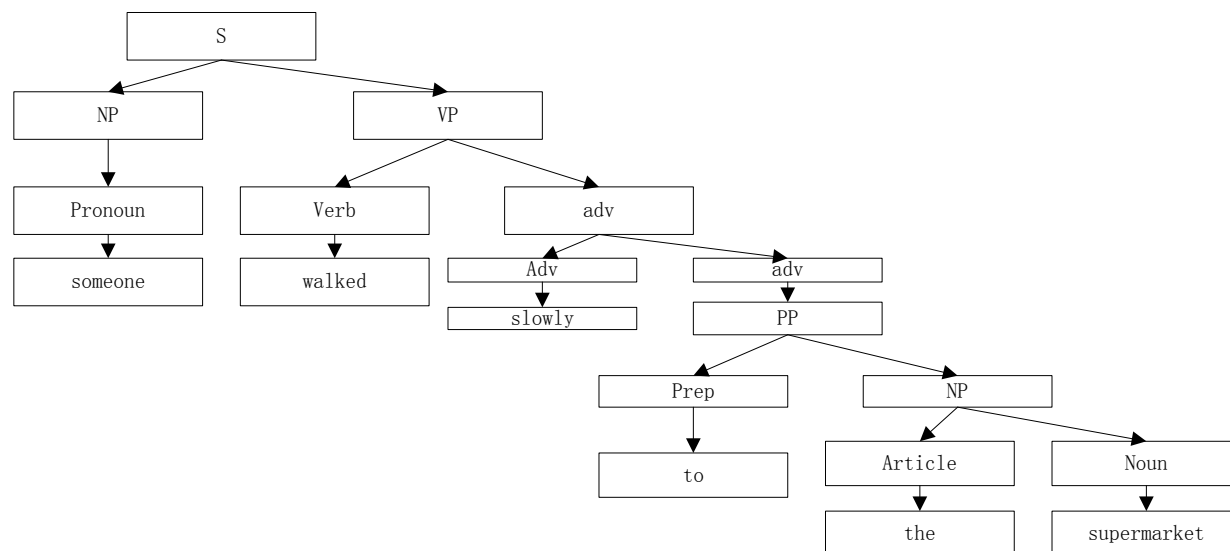 S
NP VP
Pronoun Verb adv
someone walked Adv adv
slowly PP
Prep NP
to Article Noun
the supermarket